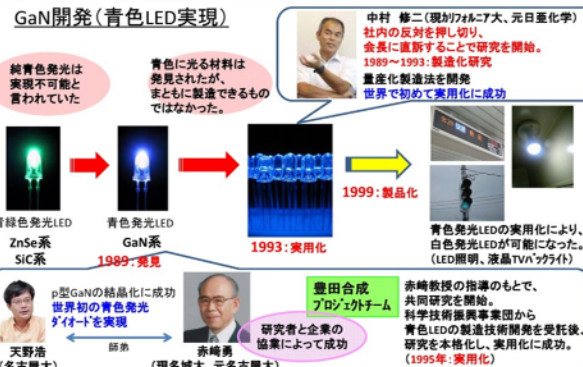 GaN開発(青色LED実現)
中村 修二(現カリフォルニア大、元日亜化学)
社内の反対を押し切り、
会長に直訴することで研究を開始。
1989~1993:製造化研究
量産化製造法を開発
世界で初めて実用化に成功
純青色発光は
実現不可能と
言われていた
青色に光る材料は
発見されたが、
まともに製造できるもの
ではなかった。
青緑色発光LED
ZnSe系
SiC系
青色発光LED
GaN系
1989:発見
1993:実用化
1999:製品化
青色発光LEDの実用化により、
白色発光LEDが可能になった。
(LED照明、液晶TVバックライト)
p型GaNの結晶化に成功
世界初の青色発光
ダイオードを実現
天野浩
(名古屋大)
師弟
赤﨑勇
(現名城大、元名古屋大)
研究者と企業の
協業によって成功
豊田合成
プロジェクトチーム
赤﨑教授の指導のもとで、
共同研究を開始。
科学技術振興事業団から
青色LEDの製造技術開発を受託後、
研究を本格化し、実用化に成功。
(1995年:実用化)